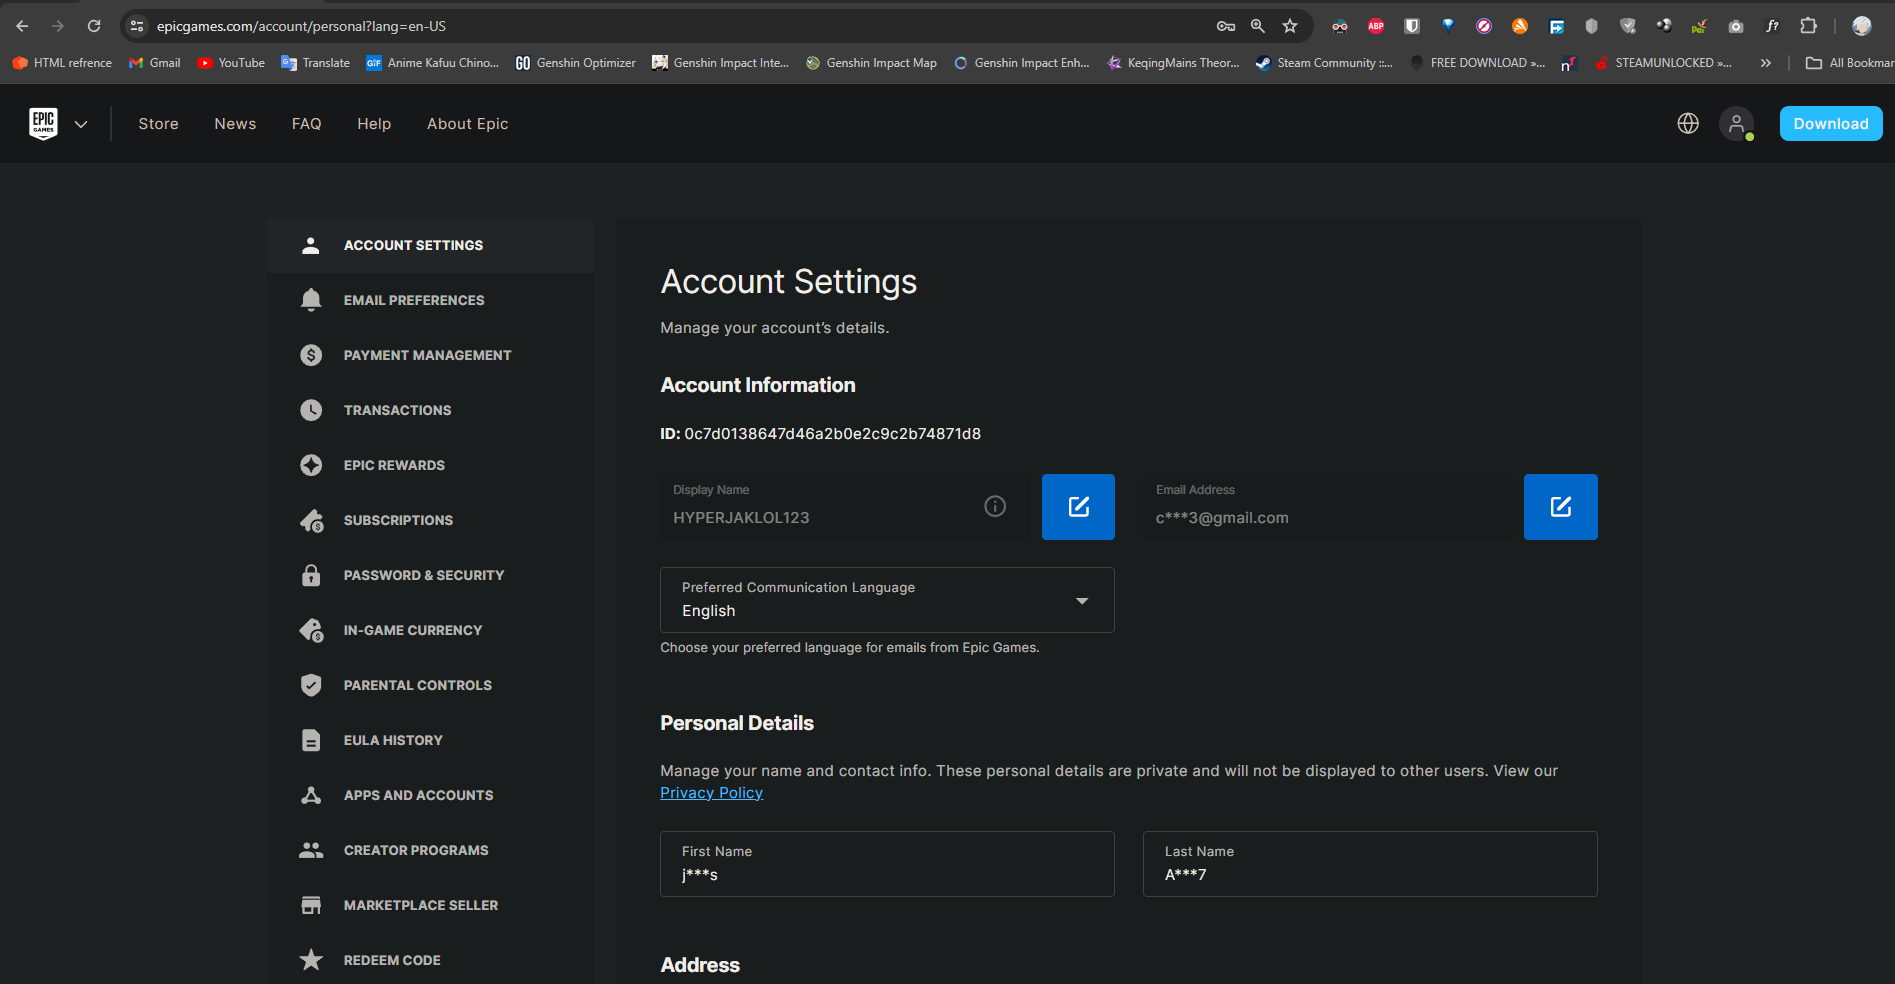 epicgames.com/account/personal?lang=en-US
ABP
f?
HTML refrence
Gmail
YouTube
Translate
GIF
Anime Kafuu Chino...
GO
Genshin Optimizer
Genshin Impact Inte...
Genshin Impact Map
Genshin Impact Enh...
KeqingMains Theor...
Steam Community ::...
FREE DOWNLOAD »...
STEAMUNLOCKED »...
»
All Bookmar
EPIC
GAMES
Store
News
FAQ
Help
About Epic
Download
ACCOUNT SETTINGS
EMAIL PREFERENCES
PAYMENT MANAGEMENT
TRANSACTIONS
EPIC REWARDS
SUBSCRIPTIONS
PASSWORD & SECURITY
IN-GAME CURRENCY
PARENTAL CONTROLS
EULA HISTORY
APPS AND ACCOUNTS
CREATOR PROGRAMS
MARKETPLACE SELLER
REDEEM CODE
Account Settings
Manage your account’s details.
Account Information
ID: 0c7d0138647d46a2b0e2c9c2b74871d8
Display Name
HYPERJAKLOL123
Email Address
c***3@gmail.com
Preferred Communication Language
English
Choose your preferred language for emails from Epic Games.
Personal Details
Manage your name and contact info. These personal details are private and will not be displayed to other users. View our
Privacy Policy
First Name
j***s
Last Name
A***7
Address